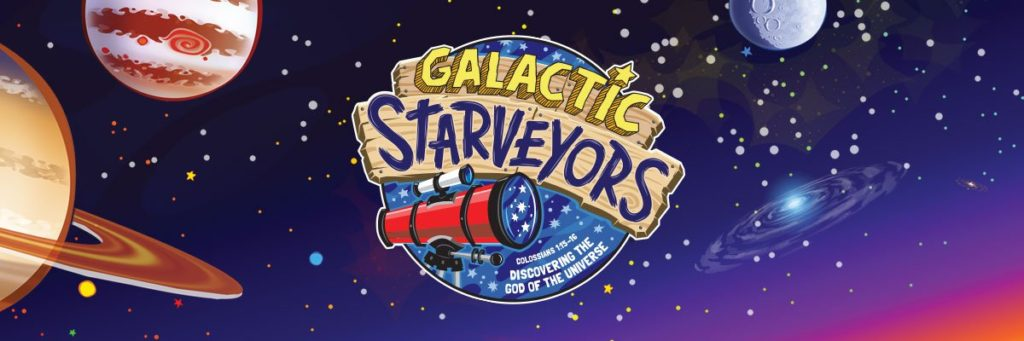 GALACTIC
STARVEYORS
COLOSSIANS 1:15-16
DISCOVERING THE
GOD OF THE UNIVERSE